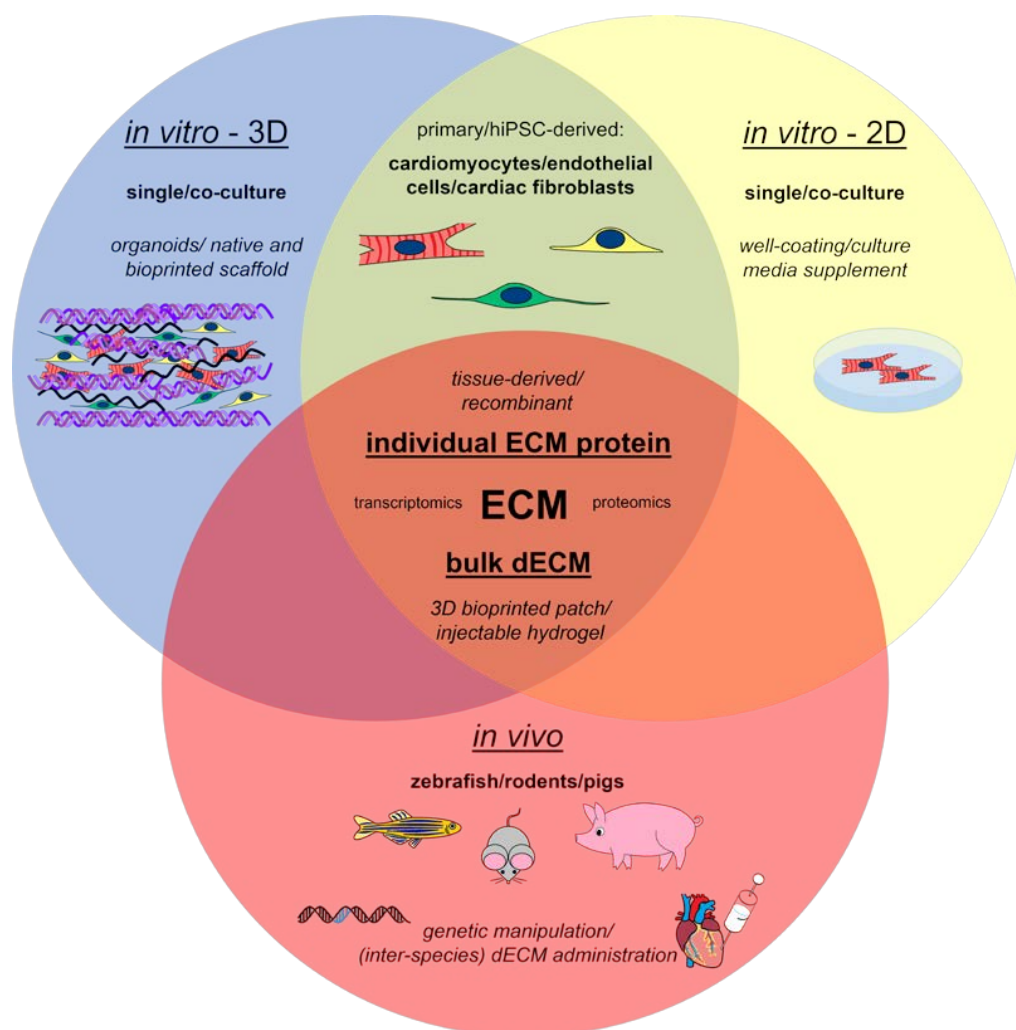 in vitro - 3D
single/co-culture
organoids/ native and
bioprinted scaffold
primary/hiPSC-derived:
cardiomyocytes/endothelial
cells/cardiac fibroblasts
in vitro - 2D
single/co-culture
well-coating/culture
media supplement
tissue-derived/
recombinant
individual ECM protein
transcriptomics ECM proteomics
bulk dECM
3D bioprinted patch/
injectable hydrogel
in vivo
zebrafish/rodents/pigs
genetic manipulation/
(inter-species) dECM administration